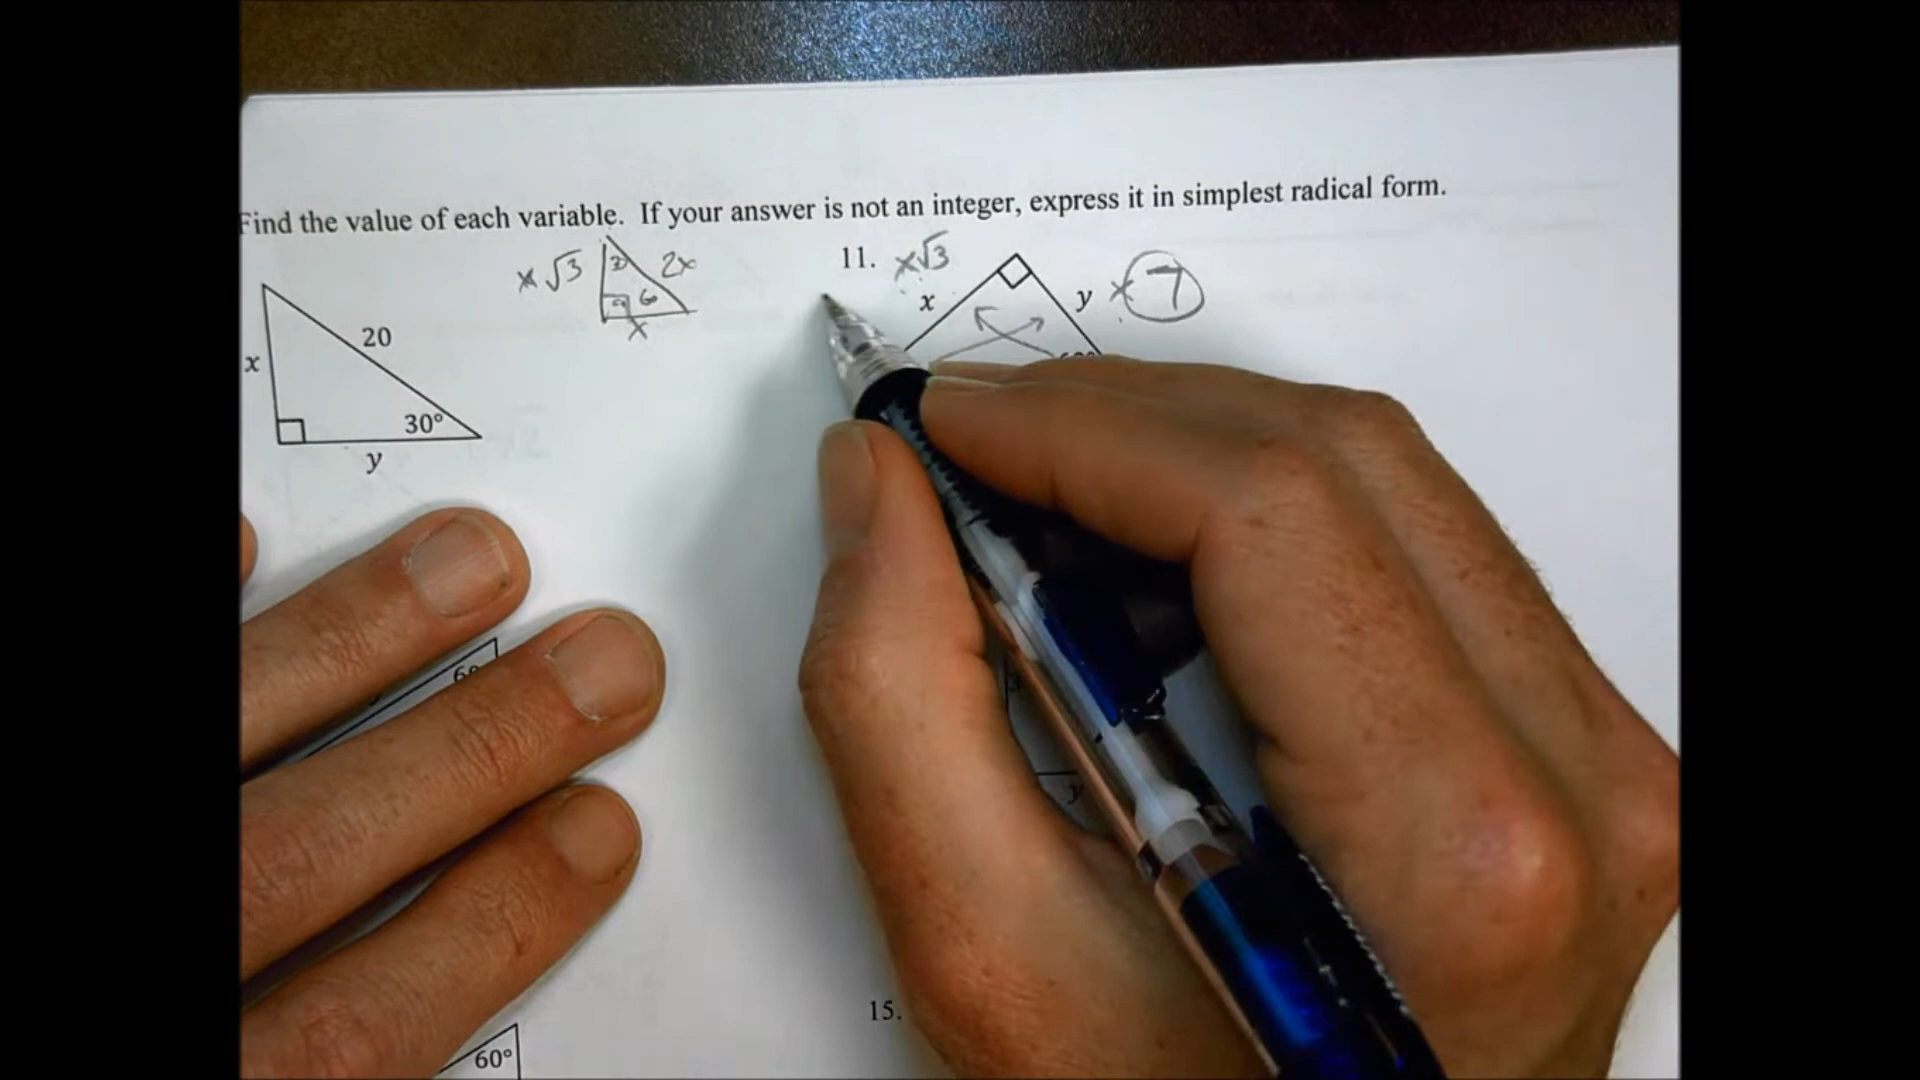 Find the value of each variable. If your answer is not an integer, express it in simplest radical form.
x√3
30
2x
60
x
11.
x√3
x
y
x
7
20
x
30°
y
y
15.
60°